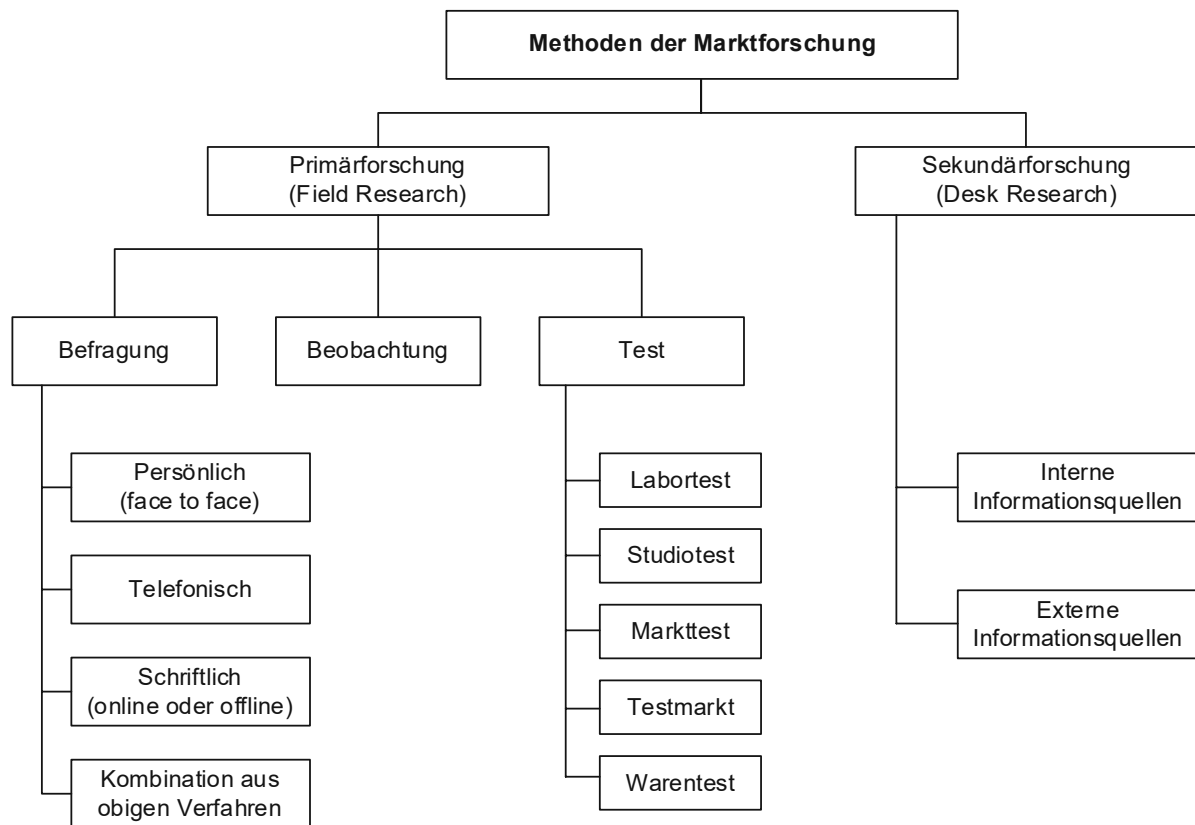 Methoden der Marktforschung
Primärforschung
(Field Research)
Sekundärforschung
(Desk Research)
Befragung
Beobachtung
Test
Persönlich
(face to face)
Telefonisch
Schriftlich
(online oder offline)
Kombination aus
obigen Verfahren
Labortest
Studiotest
Markttest
Testmarkt
Warentest
Interne
Informationsquellen
Externe
Informationsquellen